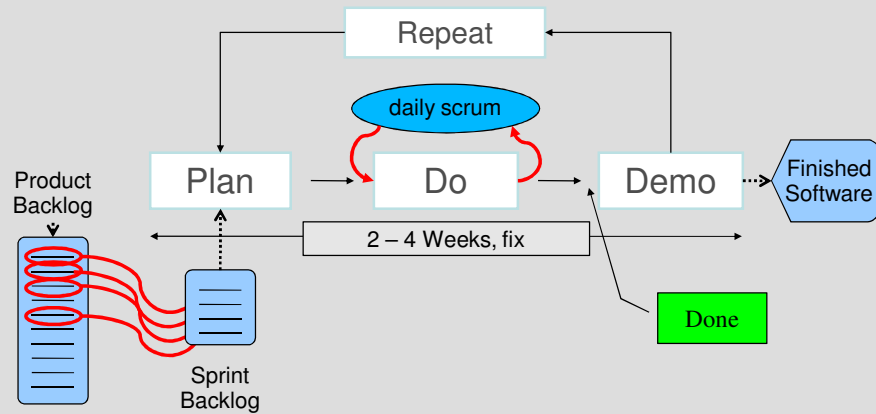 Repeat
daily scrum
Plan
Do
Demo
Finished
Software
Product
Backlog
2 – 4 Weeks, fix
Done
Sprint
Backlog